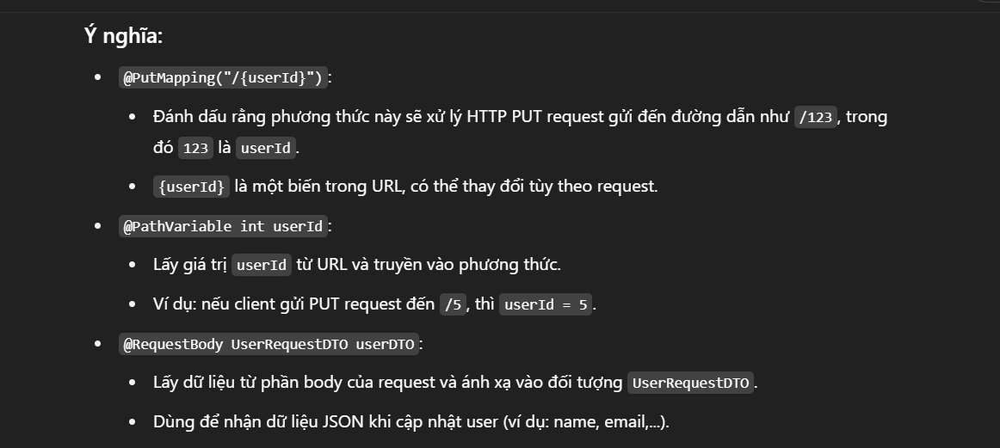 Ý nghĩa:
@PutMapping("/{userId}"):
Đánh dấu rằng phương thức này sẽ xử lý HTTP PUT request gửi đến đường dẫn như /123, trong
đó 123 là userId.
{userId} là một biến trong URL, có thể thay đổi tùy theo request.
@PathVariable int userId:
Lấy giá trị userId từ URL và truyền vào phương thức.
Ví dụ: nếu client gửi PUT request đến /5, thì userId = 5.
@RequestBody UserRequestDTO userDTO:
Lấy dữ liệu từ phần body của request và ánh xạ vào đối tượng UserRequestDTO.
Dùng để nhận dữ liệu JSON khi cập nhật user (ví dụ: name, email,...).